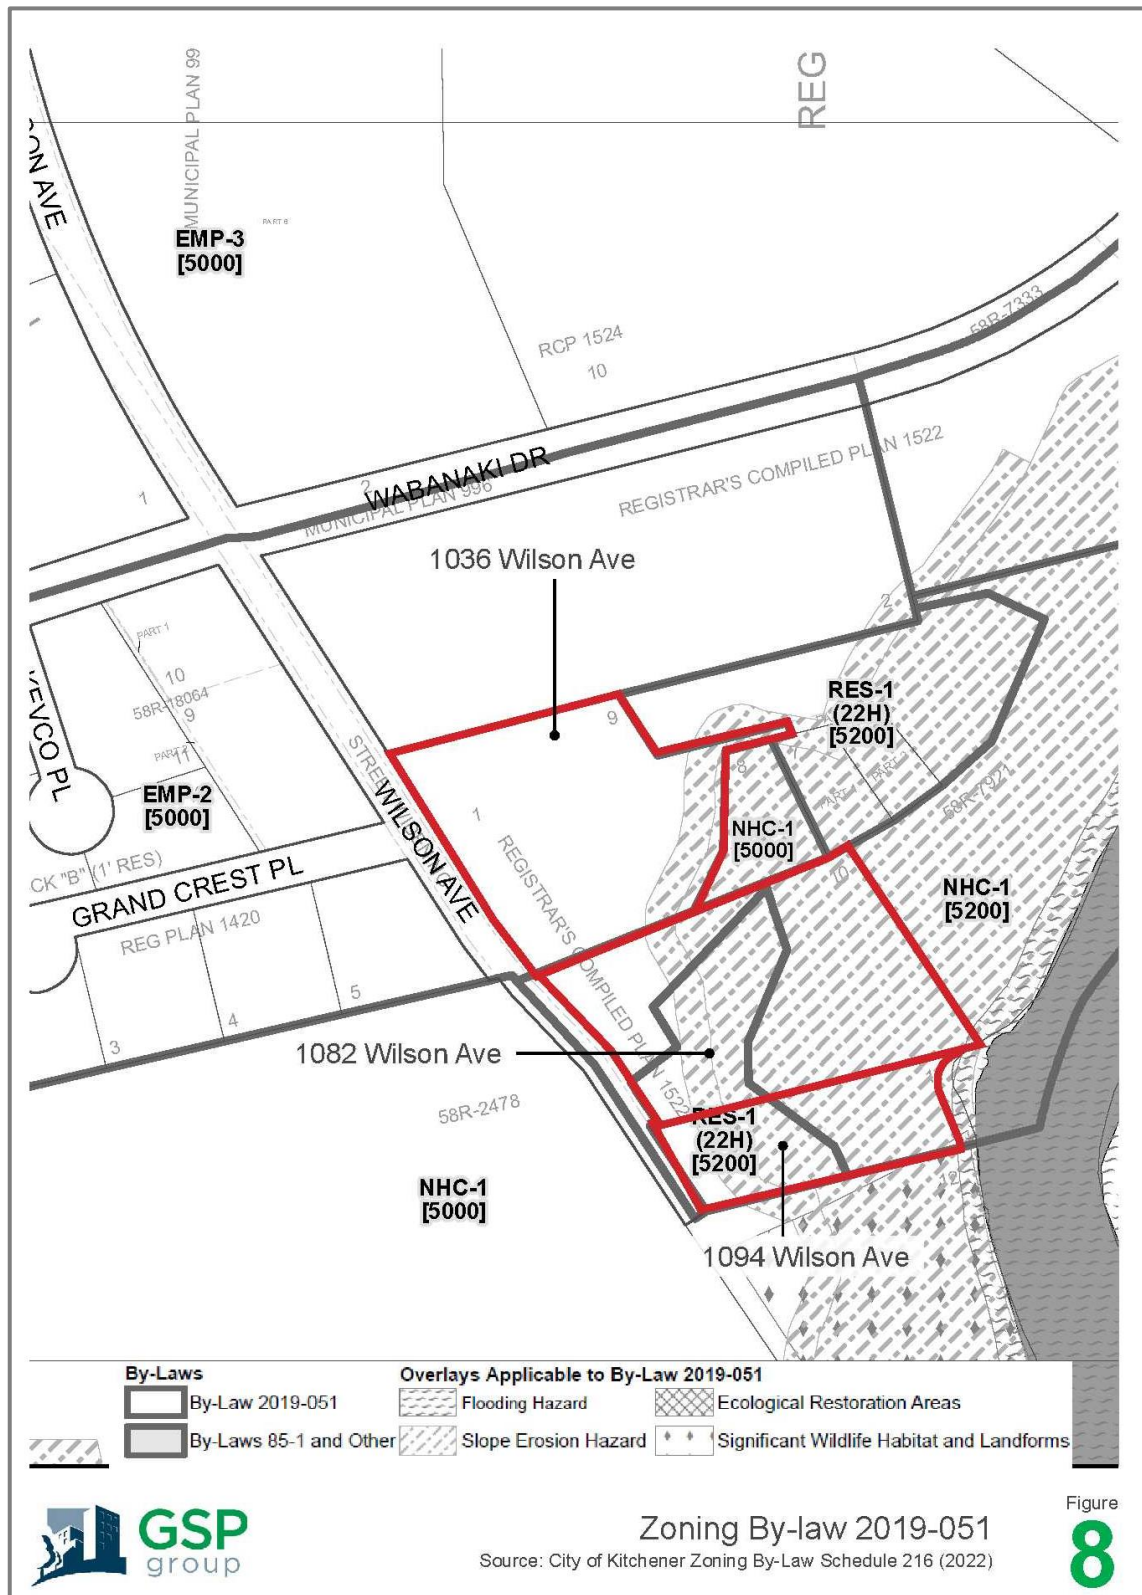 MUNICIPAL PLAN 99
REG
ON AVE
EMP-3
[5000]
PART 6
58R-7333
RCP 1524
10
1
2
WABANAKI DR
MUNICIPAL PLAN 996
REGISTRAR'S COMPILED PLAN 1522
1036 Wilson Ave
2
PART 1
10
58R-18064
9
PART 2
11
KEVCO PL
EMP-2
[5000]
STREE
WILSON AVE
9
RES-1
(22H)
[5200]
8
7
PART
PART 2
58R-7921
1
NHC-1
[5000]
10
NHC-1
[5200]
CK "B" (1' RES)
GRAND CREST PL
REG PLAN 1420
REGISTRAR'S COMPILED PLAN 1522
5
4
3
1082 Wilson Ave
58R-2478
RES-1
(22H)
[5200]
NHC-1
[5000]
12
1094 Wilson Ave
By-Laws
By-Law 2019-051
By-Laws 85-1 and Other
Overlays Applicable to By-Law 2019-051
Flooding Hazard
Slope Erosion Hazard
Ecological Restoration Areas
Significant Wildlife Habitat and Landforms
GSP
group
Zoning By-law 2019-051
Source: City of Kitchener Zoning By-Law Schedule 216 (2022)
Figure
8